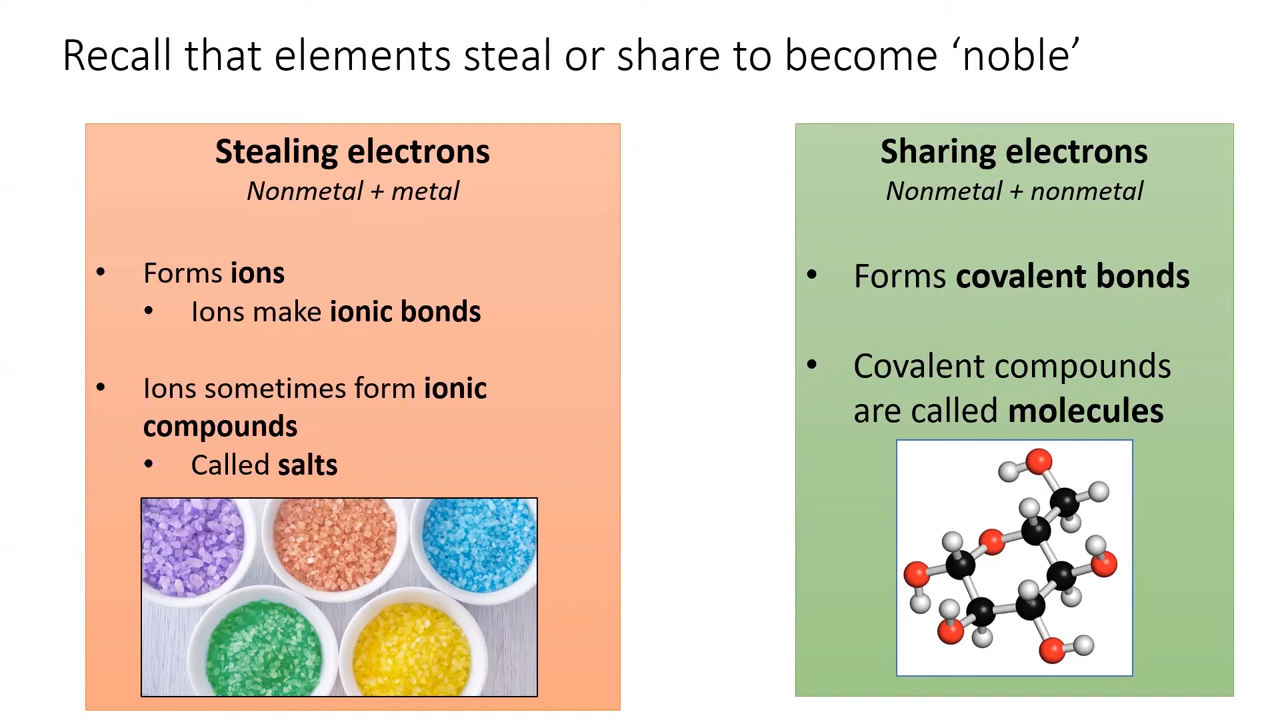 Recall that elements steal or share to become ‘noble’
Stealing electrons
Nonmetal + metal
• Forms ions
• Ions make ionic bonds
• Ions sometimes form ionic
compounds
• Called salts
Sharing electrons
Nonmetal + nonmetal
• Forms covalent bonds
• Covalent compounds
are called molecules